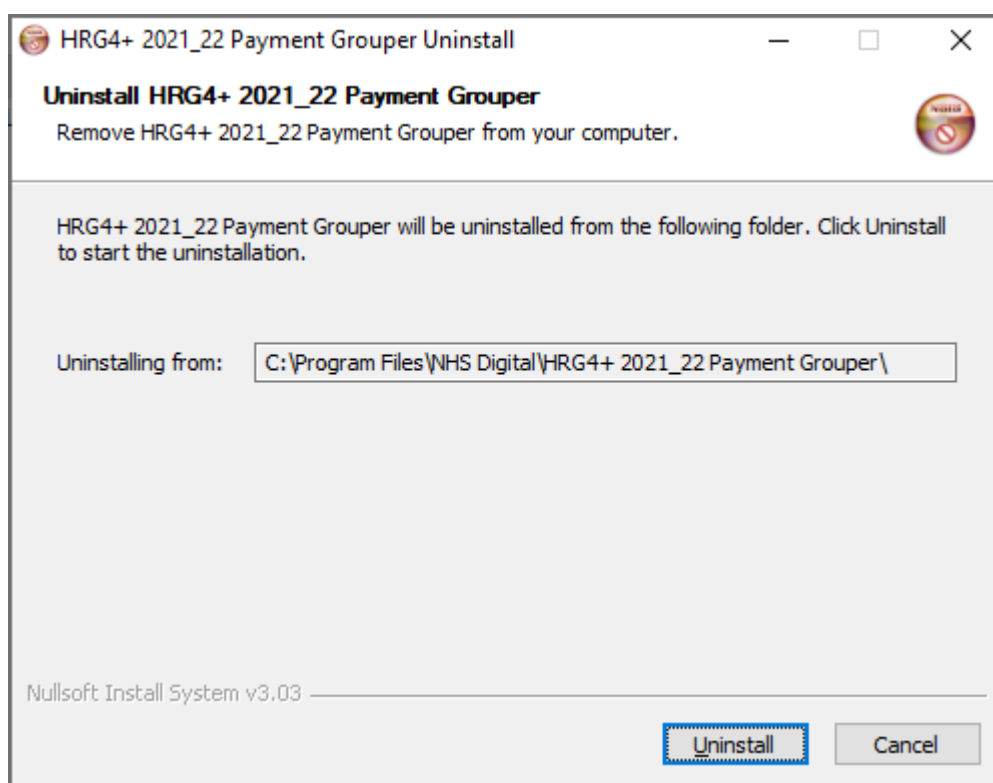 HRG4+ 2021_22 Payment Grouper Uninstall
Uninstall HRG4+ 2021_22 Payment Grouper
Remove HRG4+ 2021_22 Payment Grouper from your computer.
HRG4+ 2021_22 Payment Grouper will be uninstalled from the following folder. Click Uninstall
to start the uninstallation.
Uninstalling from: C:\Program Files\NHS Digital\HRG4+ 2021_22 Payment Grouper\
Nullsoft Install System v3.03
Uninstall Cancel